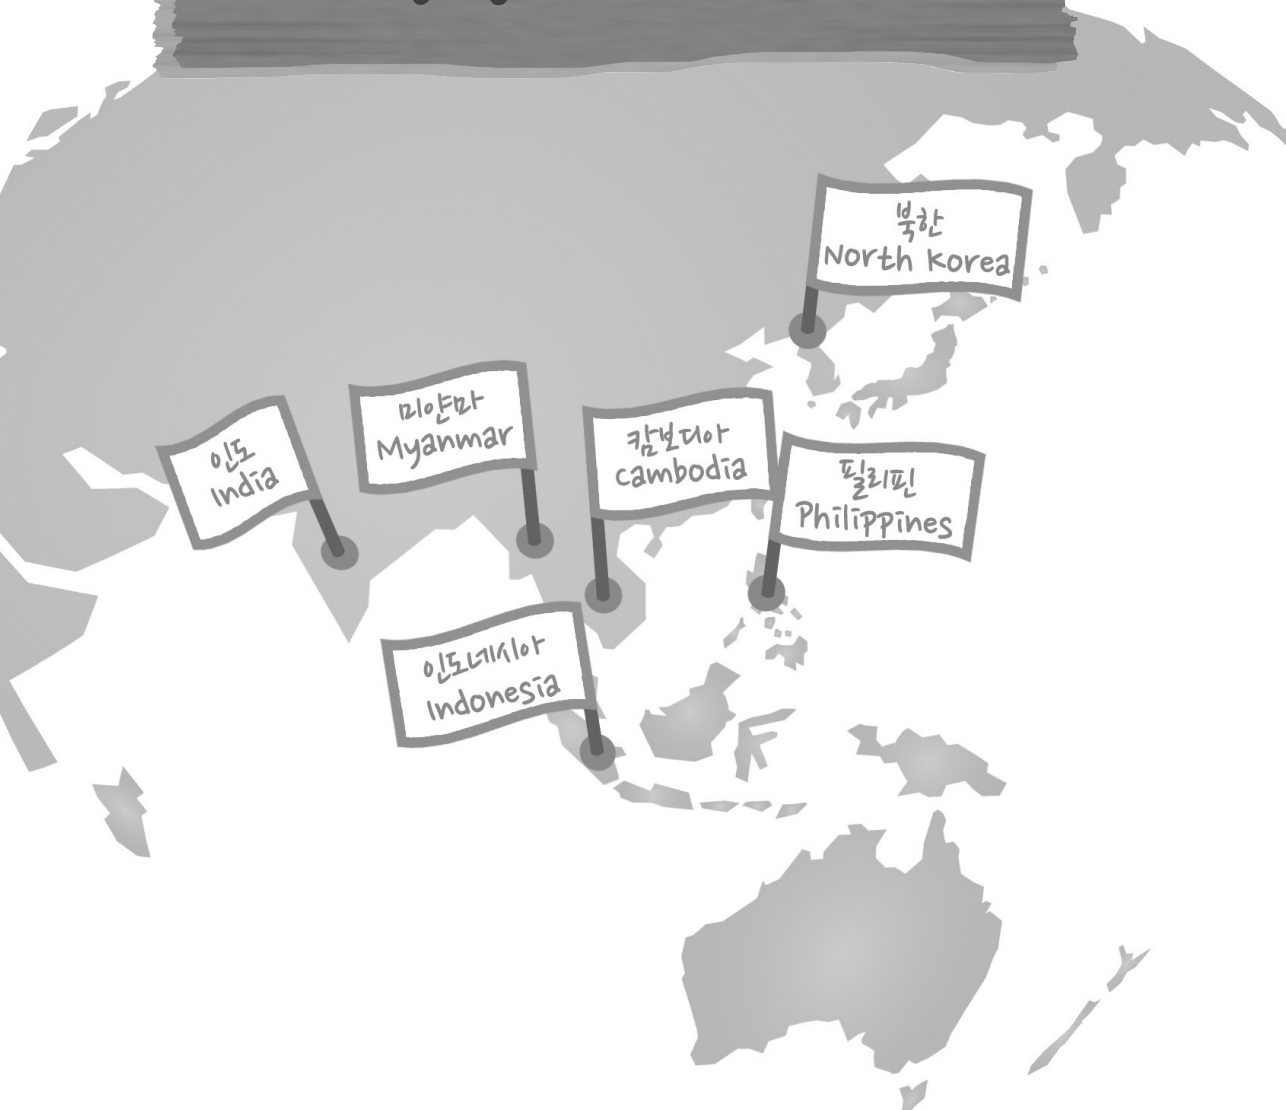 북한
North Korea
미얀마
Myanmar
인도
India
캄보디아
Cambodia
필리핀
Philippines
인도네시아
Indonesia